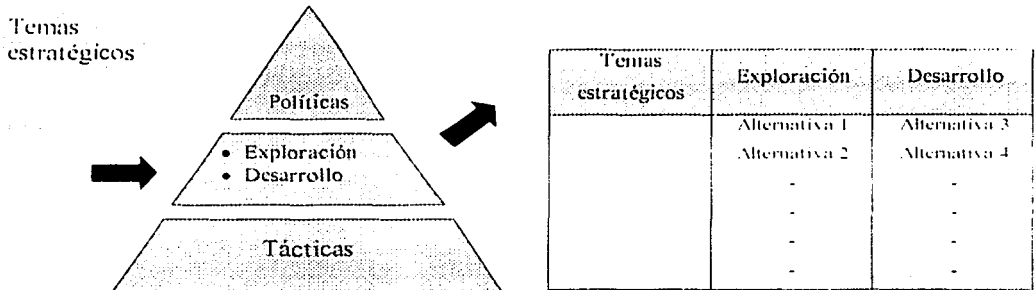 Temas
estratégicos
Políticas
• Exploración
• Desarrollo
Tácticas
Temas
estratégicos
Exploración
Desarrollo
Alternativa 1
Alternativa 3
Alternativa 2
Alternativa 4
- -
- -
- -
- -